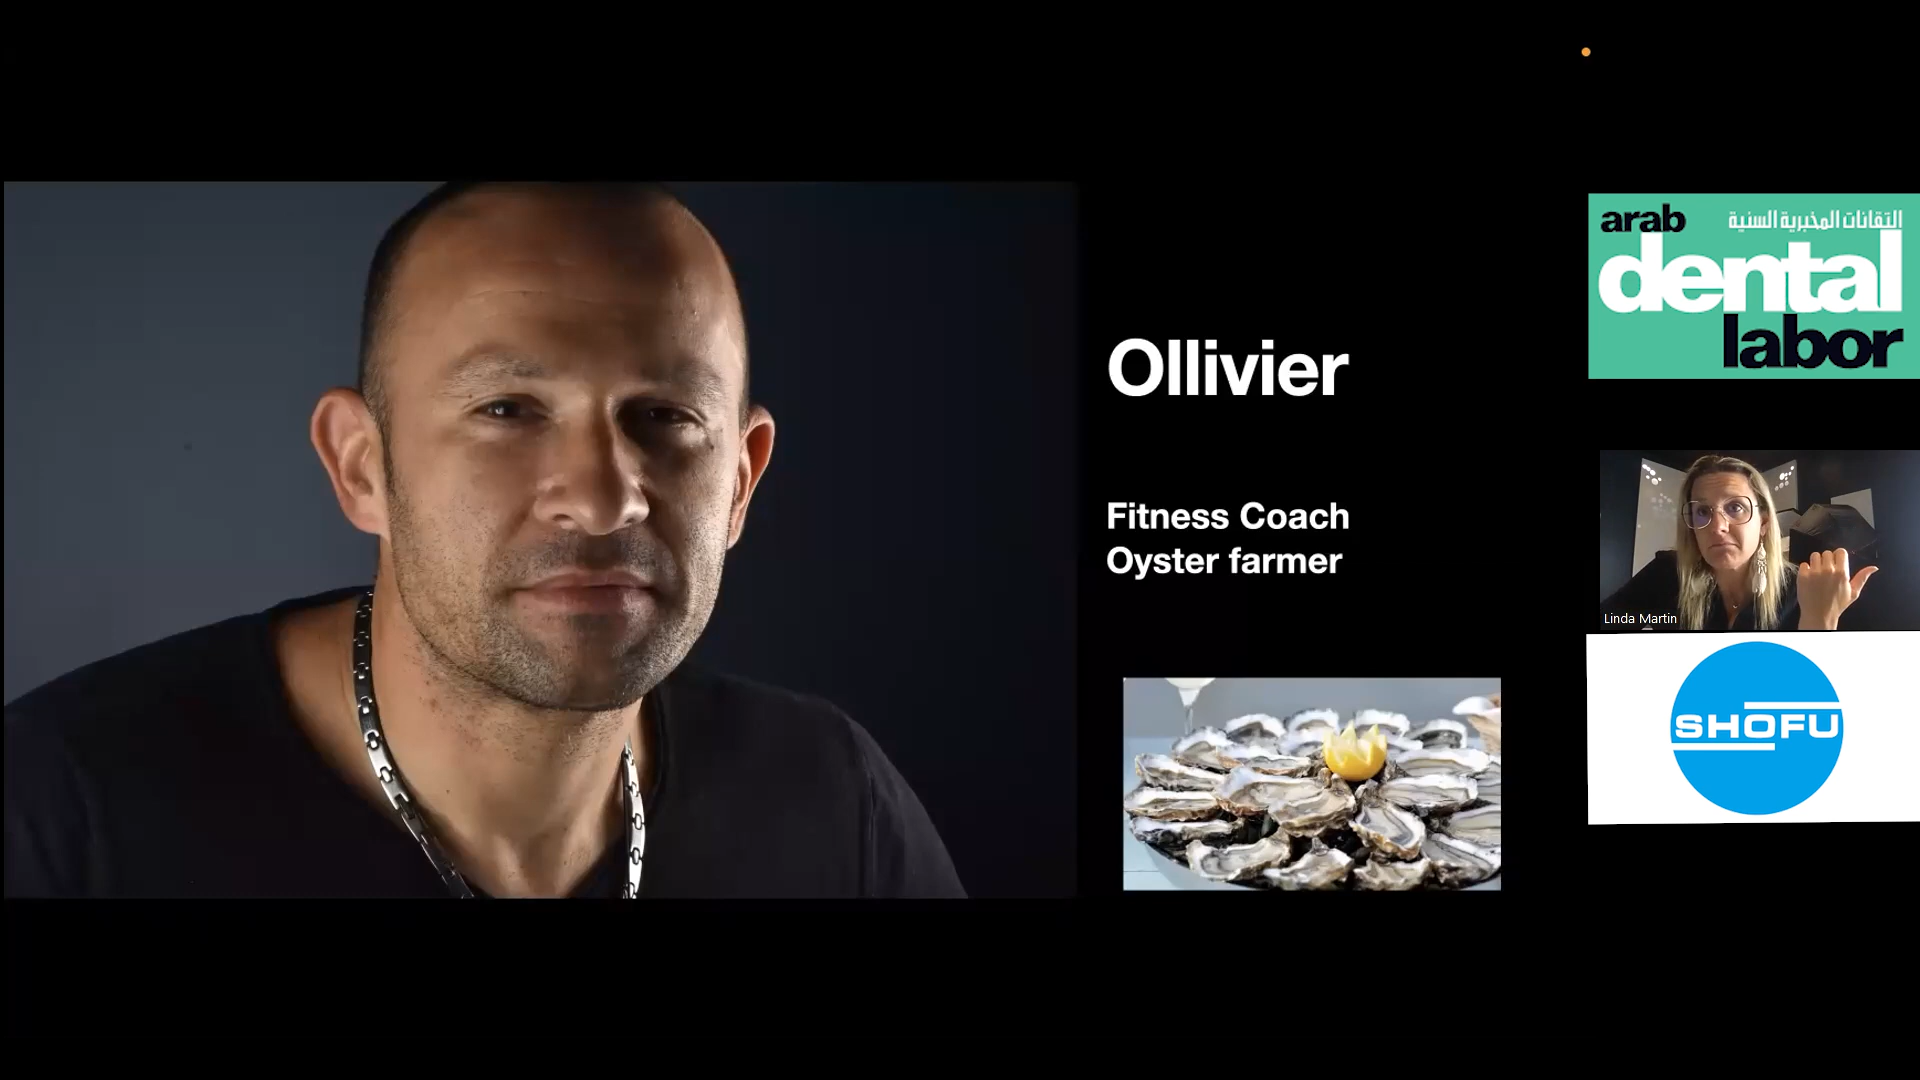 Ollivier
Fitness Coach
Oyster farmer
arab
التقانات المخبرية السنية
dental
labor
Linda Martin
SHOFU